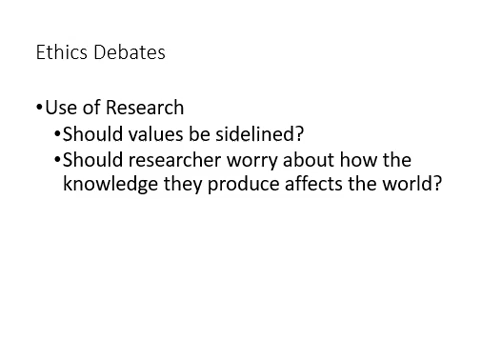 Ethics Debates
•Use of Research
•Should values be sidelined?
•Should researcher worry about how the
knowledge they produce affects the world?